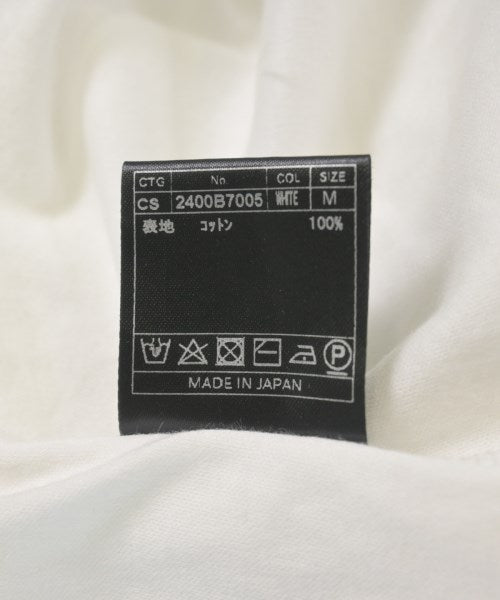 CTG No. COL SIZE
CS 2400B7005 WHITE M
表地 コットン 100%
P
MADE IN JAPAN